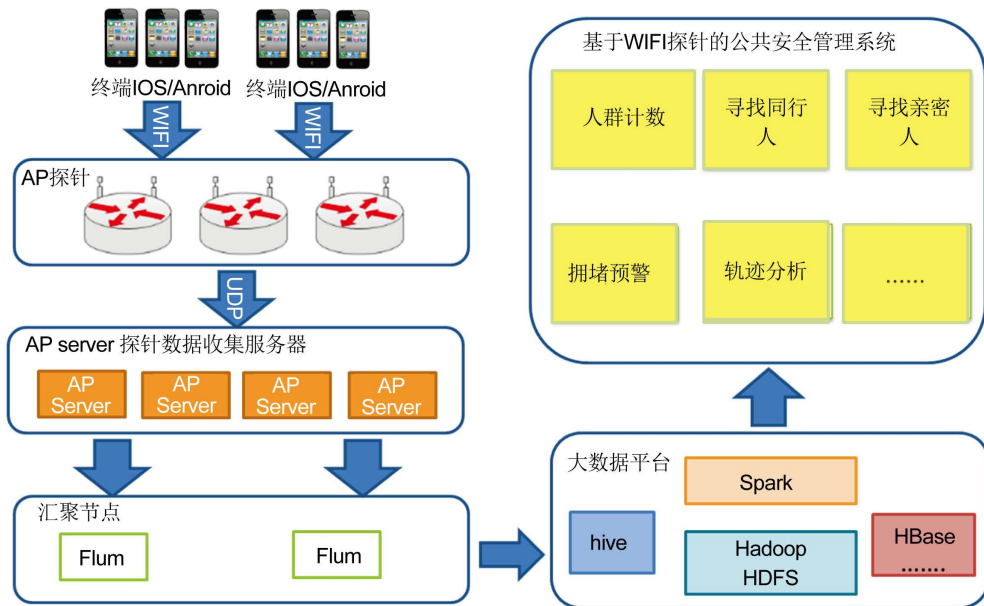 终端IOS/Anroid
终端IOS/Anroid
WIFI
WIFI
AP探针
UDP
AP server 探针数据收集服务器
AP
Server
AP
Server
AP
Server
AP
Server
汇聚节点
Flum
Flum
大数据平台
Spark
hive
Hadoop
HDFS
HBase
.......
基于WIFI探针的公共安全管理系统
人群计数
寻找同行
人
寻找亲密
人
拥堵预警
轨迹分析
......